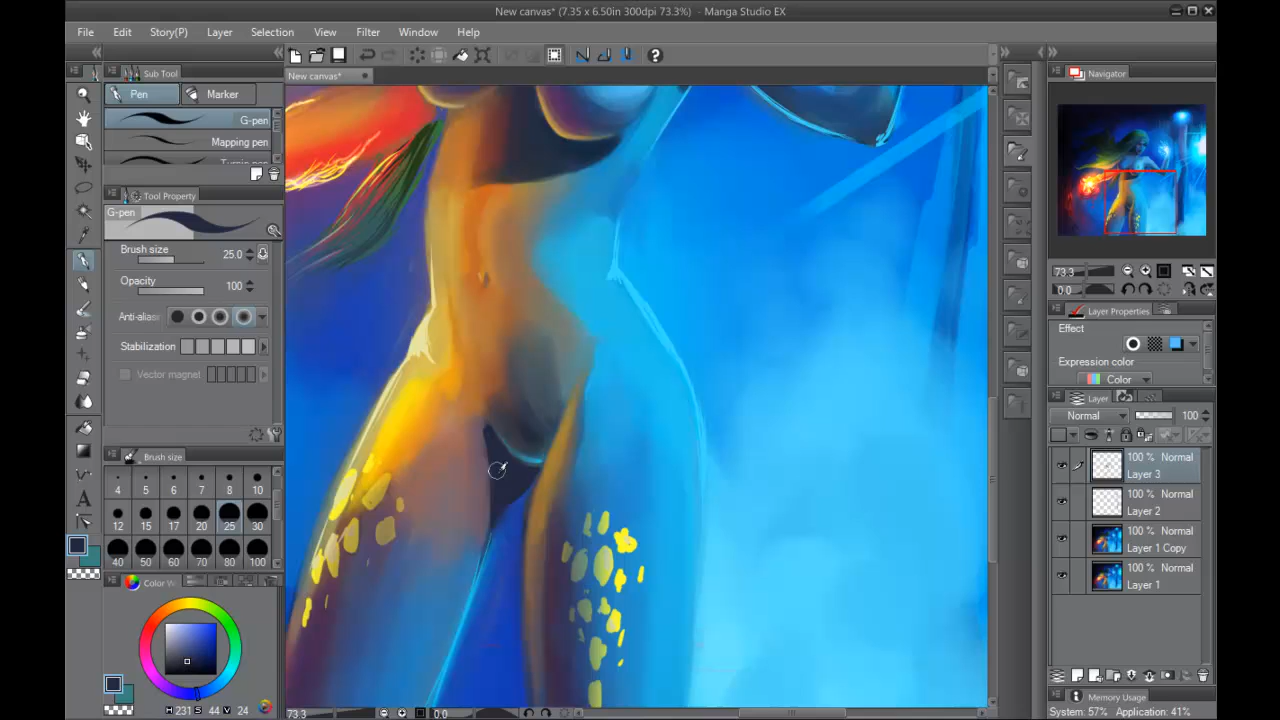 New canvas* (7.35 x 6.50in 300dpi 73.3%) - Manga Studio EX
File Edit Story(P) Layer Selection View Filter Window Help
Sub Tool
New canvas*
Navigator
Pen Marker
G-pen
Mapping pen
Tool Property
G-pen
Brush size 25.0
Opacity 100
Anti-alias
Stabilization
Vector magnet
Brush size
4 5 6 7 8 10
12 15 17 20 25 30
40 50 60 70 80 100
Color W
H 231 S 44 V 24
73.3 0.0
73.3
0.0
Layer Properties
Effect
Expression color
Color
Layer
Normal 100
100 % Normal
Layer 3
100 % Normal
Layer 2
100 % Normal
Layer 1 Copy
100 % Normal
Layer 1
Memory Usage
System: 57% Application: 41%